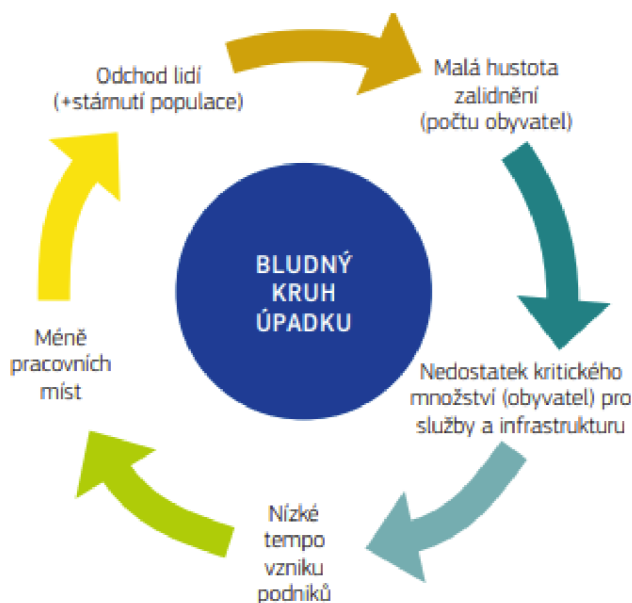 Odchod lidí
(+stárnutí populace)
Malá hustota
zalidnění
(počtu obyvatel)
BLUDNÝ
KRUH
ÚPADKU
Nedostatek kritického
množství (obyvatel) pro
služby a infrastrukturu
Nízké
tempo
vzniku
podniků
Méně
pracovních
míst